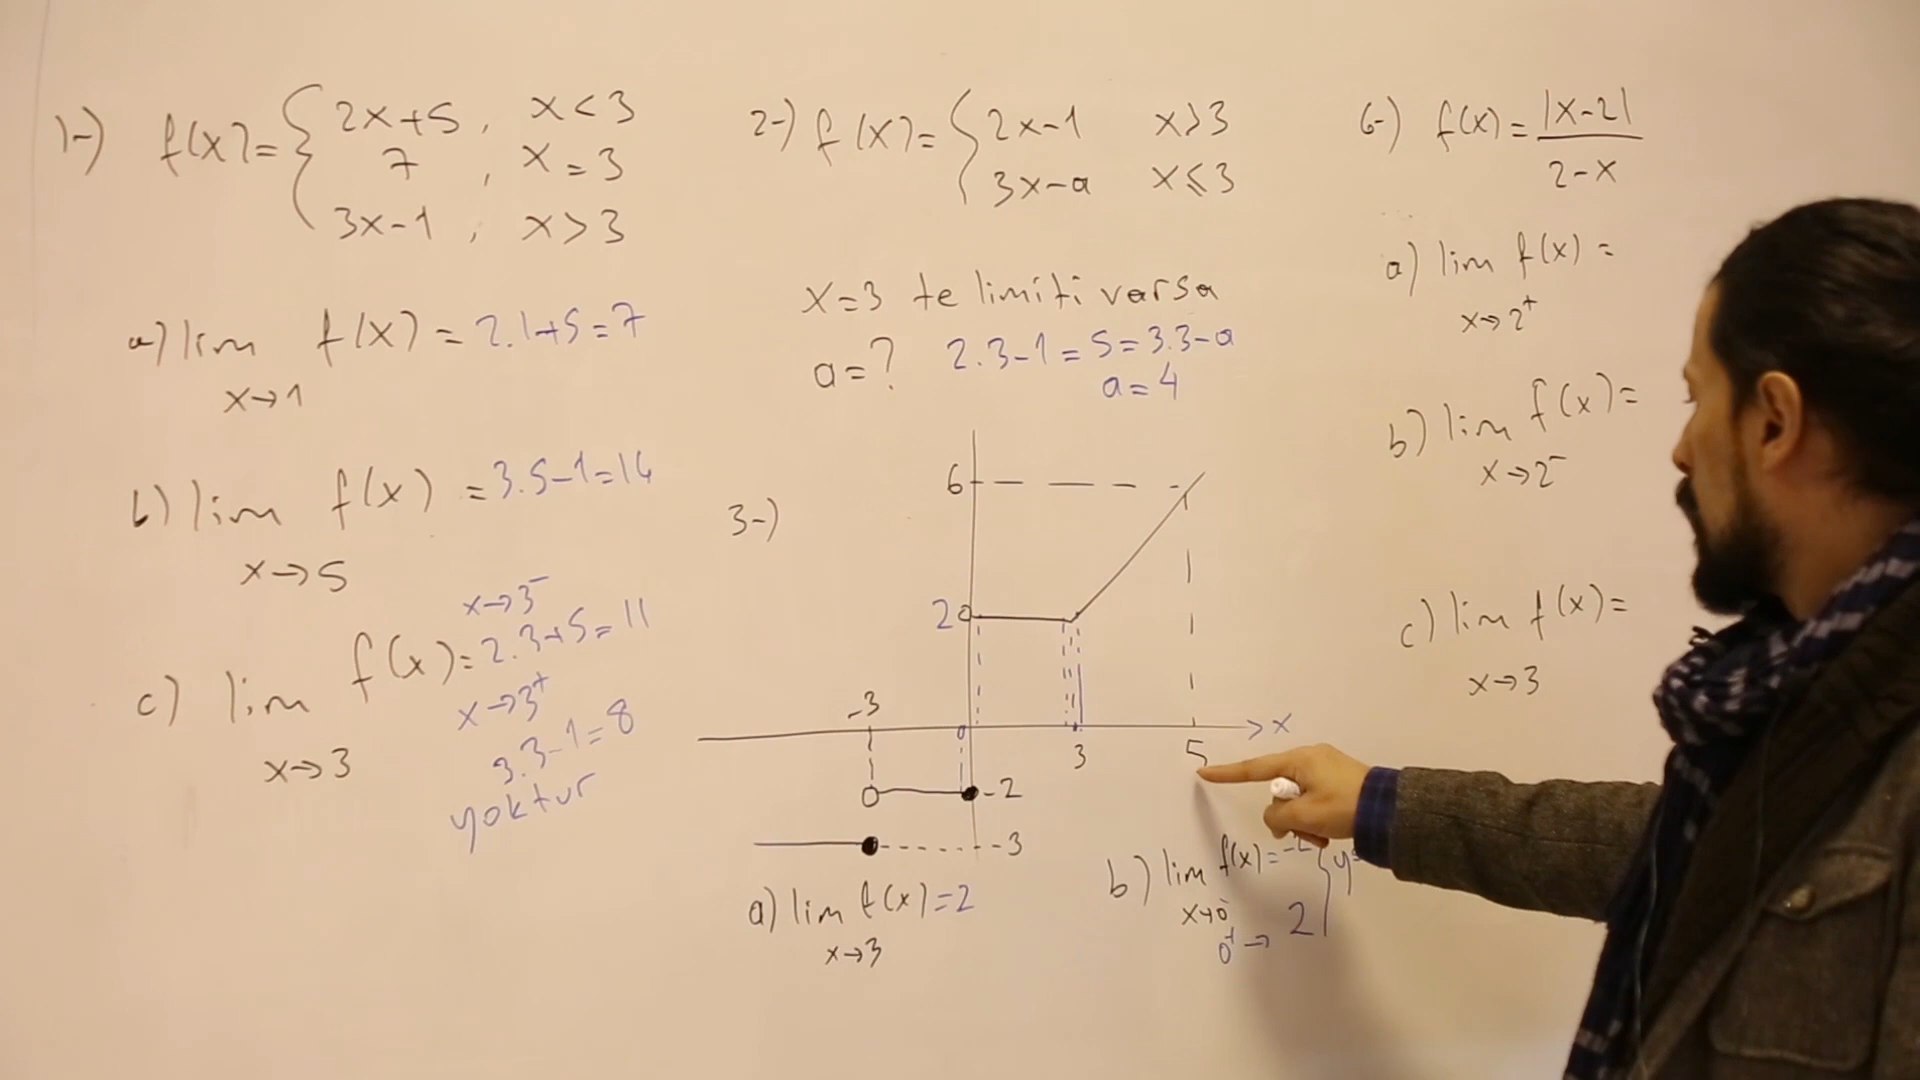 1-) f(x)= { 2x+5, x<3
7, x=3
3x-1, x>3
a) lim f(x) = 2.1+5=7
x→1
b) lim f(x) = 3.5-1=14
x→5
x→3⁻
c) lim f(x)= 2.3+5=11
x→3
x→3⁺
3.3-1=8
yoktur
2-) f(x)= { 2x-1 x>3
3x-a x⩽3
x=3 te limiti varsa
a=? 2.3-1=5=3.3-a
a=4
3-)
6
2
-3
3
5
x
-2
-3
a) lim f(x)=2
x→3
b) lim f(x)=-2
x→0⁻
0⁺→ 2
6-) f(x)= |x-2|
2-x
a) lim f(x)=
x→2⁺
b) lim f(x)=
x→2⁻
c) lim f(x)=
x→3